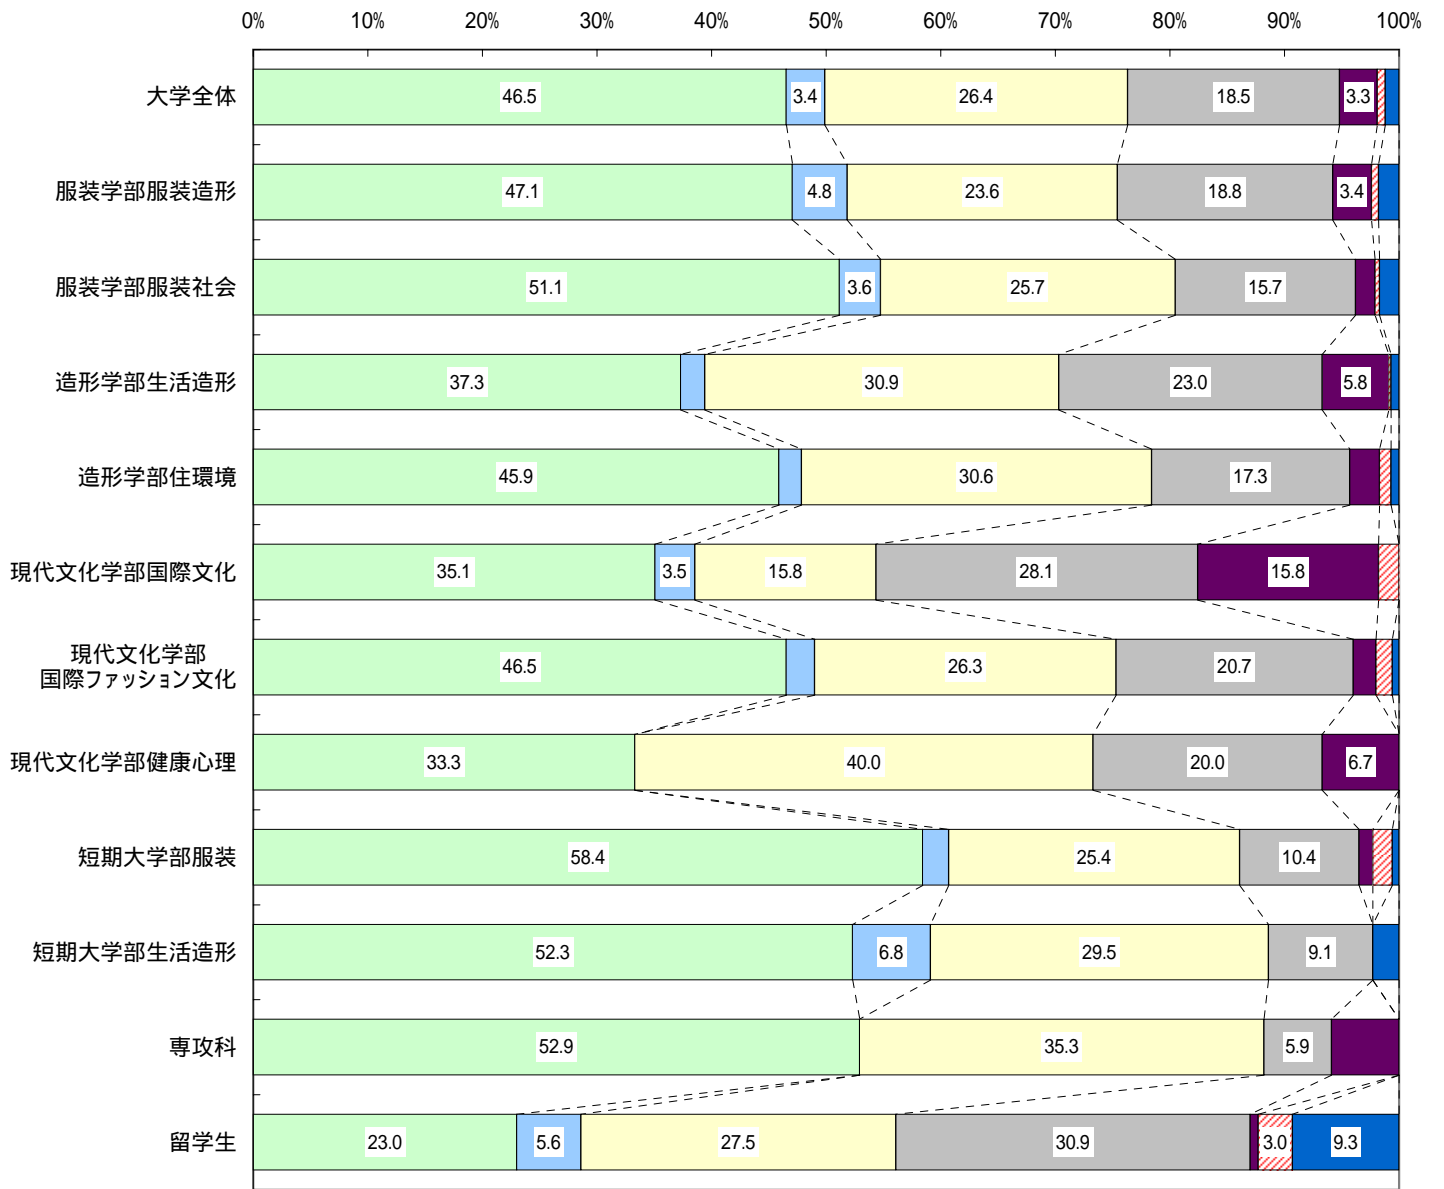 0% 10% 20% 30% 40% 50% 60% 70% 80% 90% 100%
大学全体 46.5 3.4 26.4 18.5 3.3
服装学部服装造形 47.1 4.8 23.6 18.8 3.4
服装学部服装社会 51.1 3.6 25.7 15.7
造形学部生活造形 37.3 30.9 23.0 5.8
造形学部住環境 45.9 30.6 17.3
現代文化学部国際文化 35.1 3.5 15.8 28.1 15.8
現代文化学部
国際ファッション文化 46.5 26.3 20.7
現代文化学部健康心理 33.3 40.0 20.0 6.7
短期大学部服装 58.4 25.4 10.4
短期大学部生活造形 52.3 6.8 29.5 9.1
専攻科 52.9 35.3 5.9
留学生 23.0 5.6 27.5 30.9 3.0 9.3